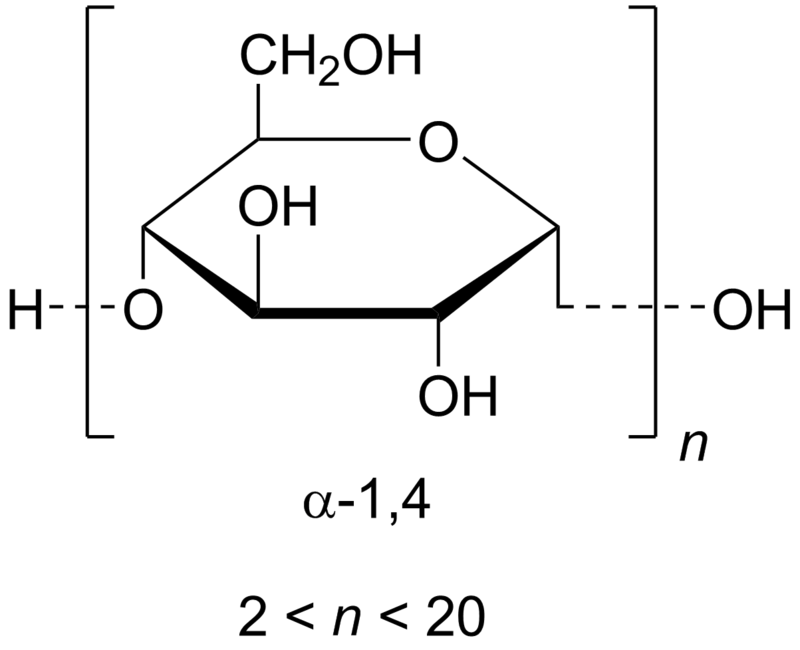 CH₂OH
O
OH
H O OH
OH
n
α-1,4
2 < n < 20